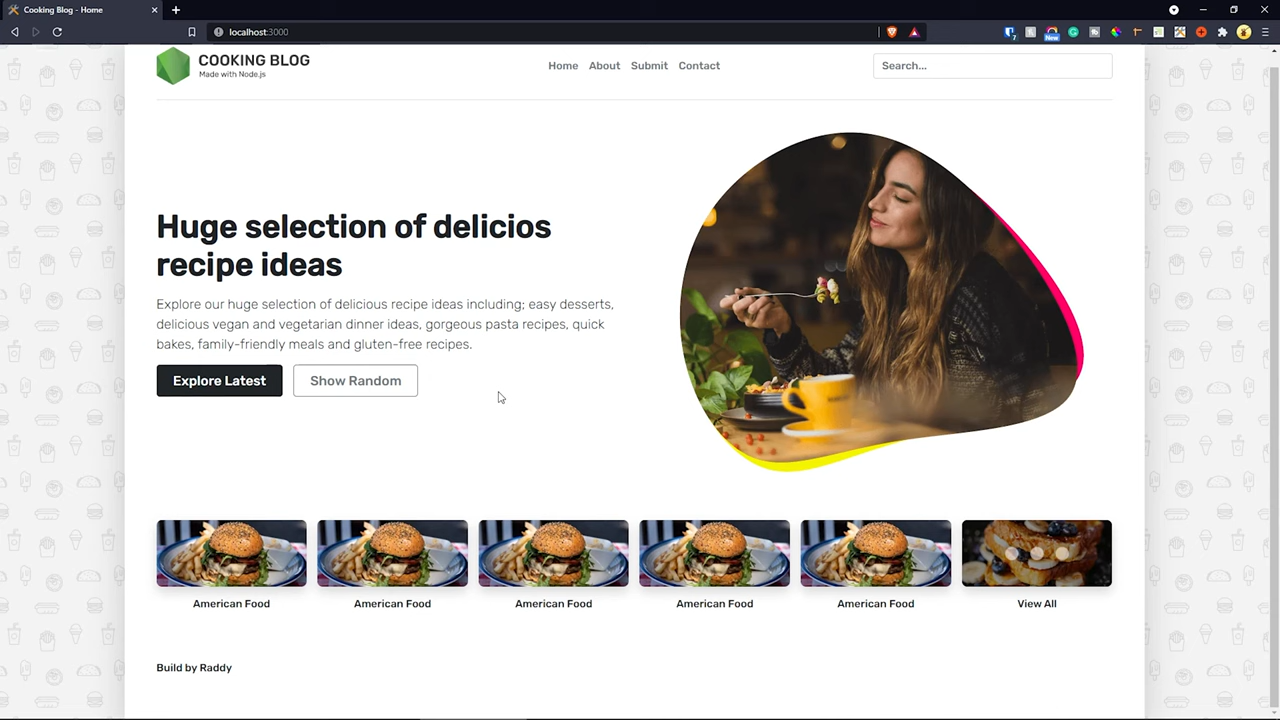 Cooking Blog - Home
localhost:3000
COOKING BLOG
Made with Node.js
Home About Submit Contact
Search...
Huge selection of delicios
recipe ideas
Explore our huge selection of delicious recipe ideas including; easy desserts,
delicious vegan and vegetarian dinner ideas, gorgeous pasta recipes, quick
bakes, family-friendly meals and gluten-free recipes.
Explore Latest Show Random
American Food American Food American Food American Food American Food View All
Build by Raddy